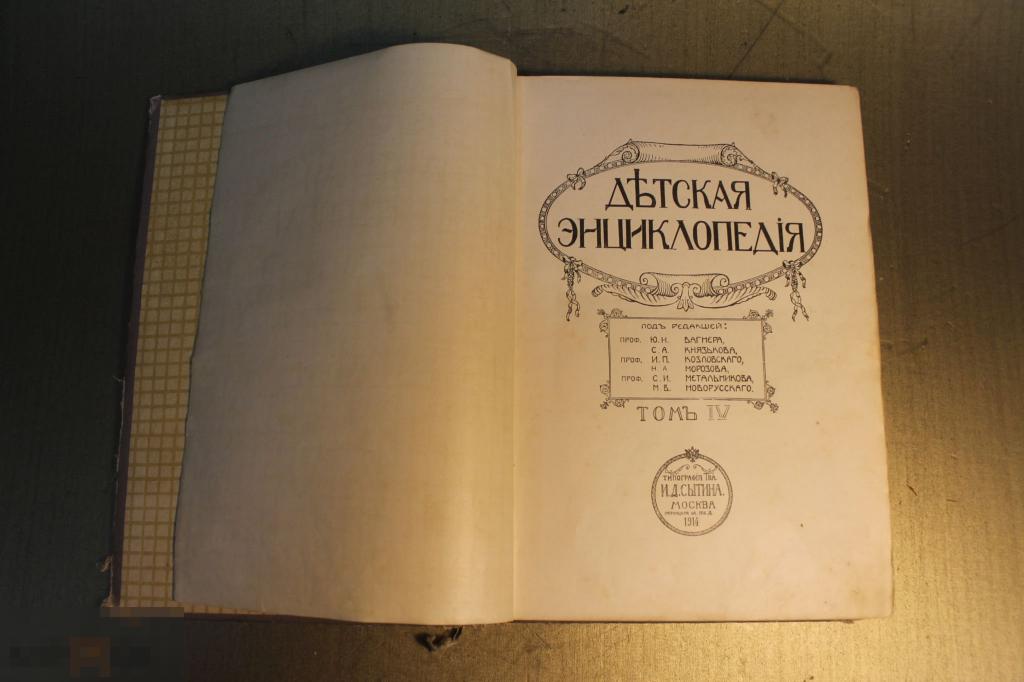 ДѢТСКАЯ
ЭНЦИКЛОПЕДІЯ
ПОДЪ РЕДАКЦІЕЙ:
ПРОФ. Ю.Н. ВАГНЕРА,
С.А. КНЯЗЬКОВА,
ПРОФ. И.П. КОЗЛОВСКАГО,
Н.А МОРОЗОВА,
ПРОФ. С.И. МЕТАЛЬНИКОВА,
М.В. НОВОРУССКАГО.
ТОМЪ IV
ТИПОГРАФІЯ Т-ВА
И.Д.СЫТИНА.
МОСКВА
1914